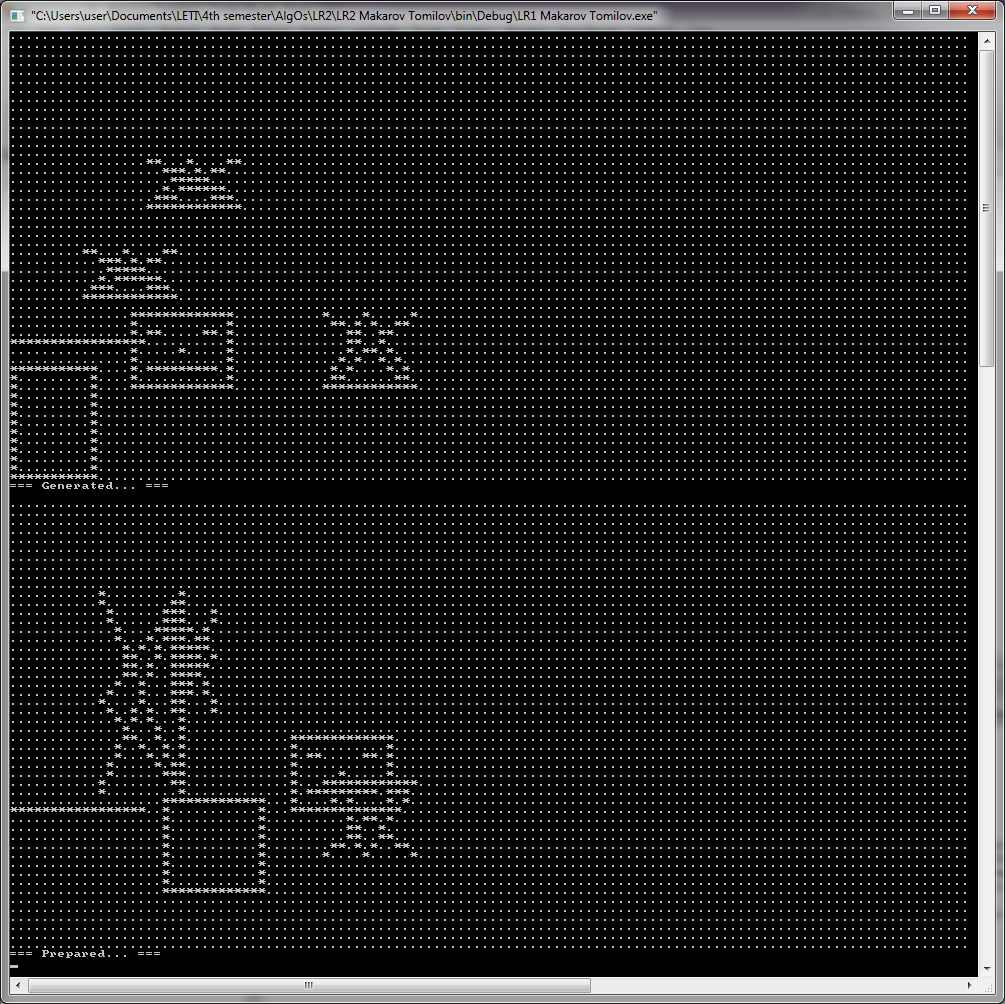 "C:\Users\user\Documents\LETI\4th semester\AlgOs\LR2\LR2 Makarov Tomilov\bin\Debug\LR1 Makarov Tomilov.exe"
=== Generated... ===
=== Prepared... ===